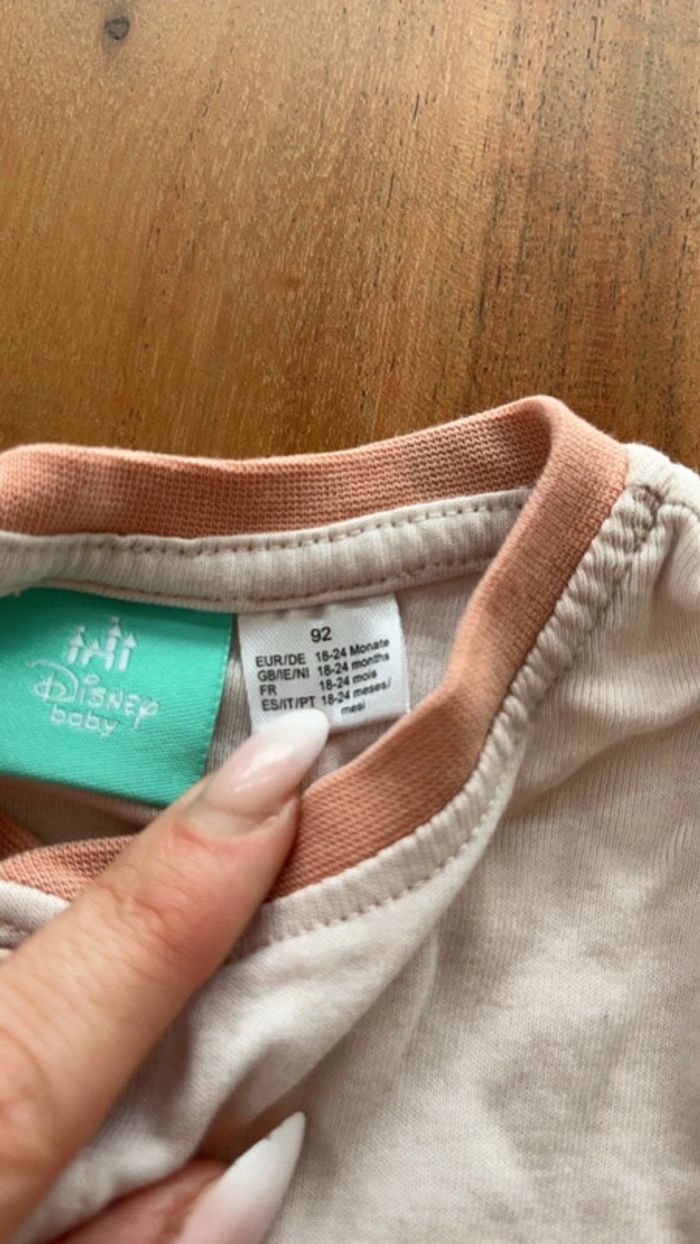 Disney
baby
92
EUR/DE 18-24 Monate
GB/IE/NI 18-24 months
FR 18-24 mois
ES/IT/PT 18-24 meses/
mesi